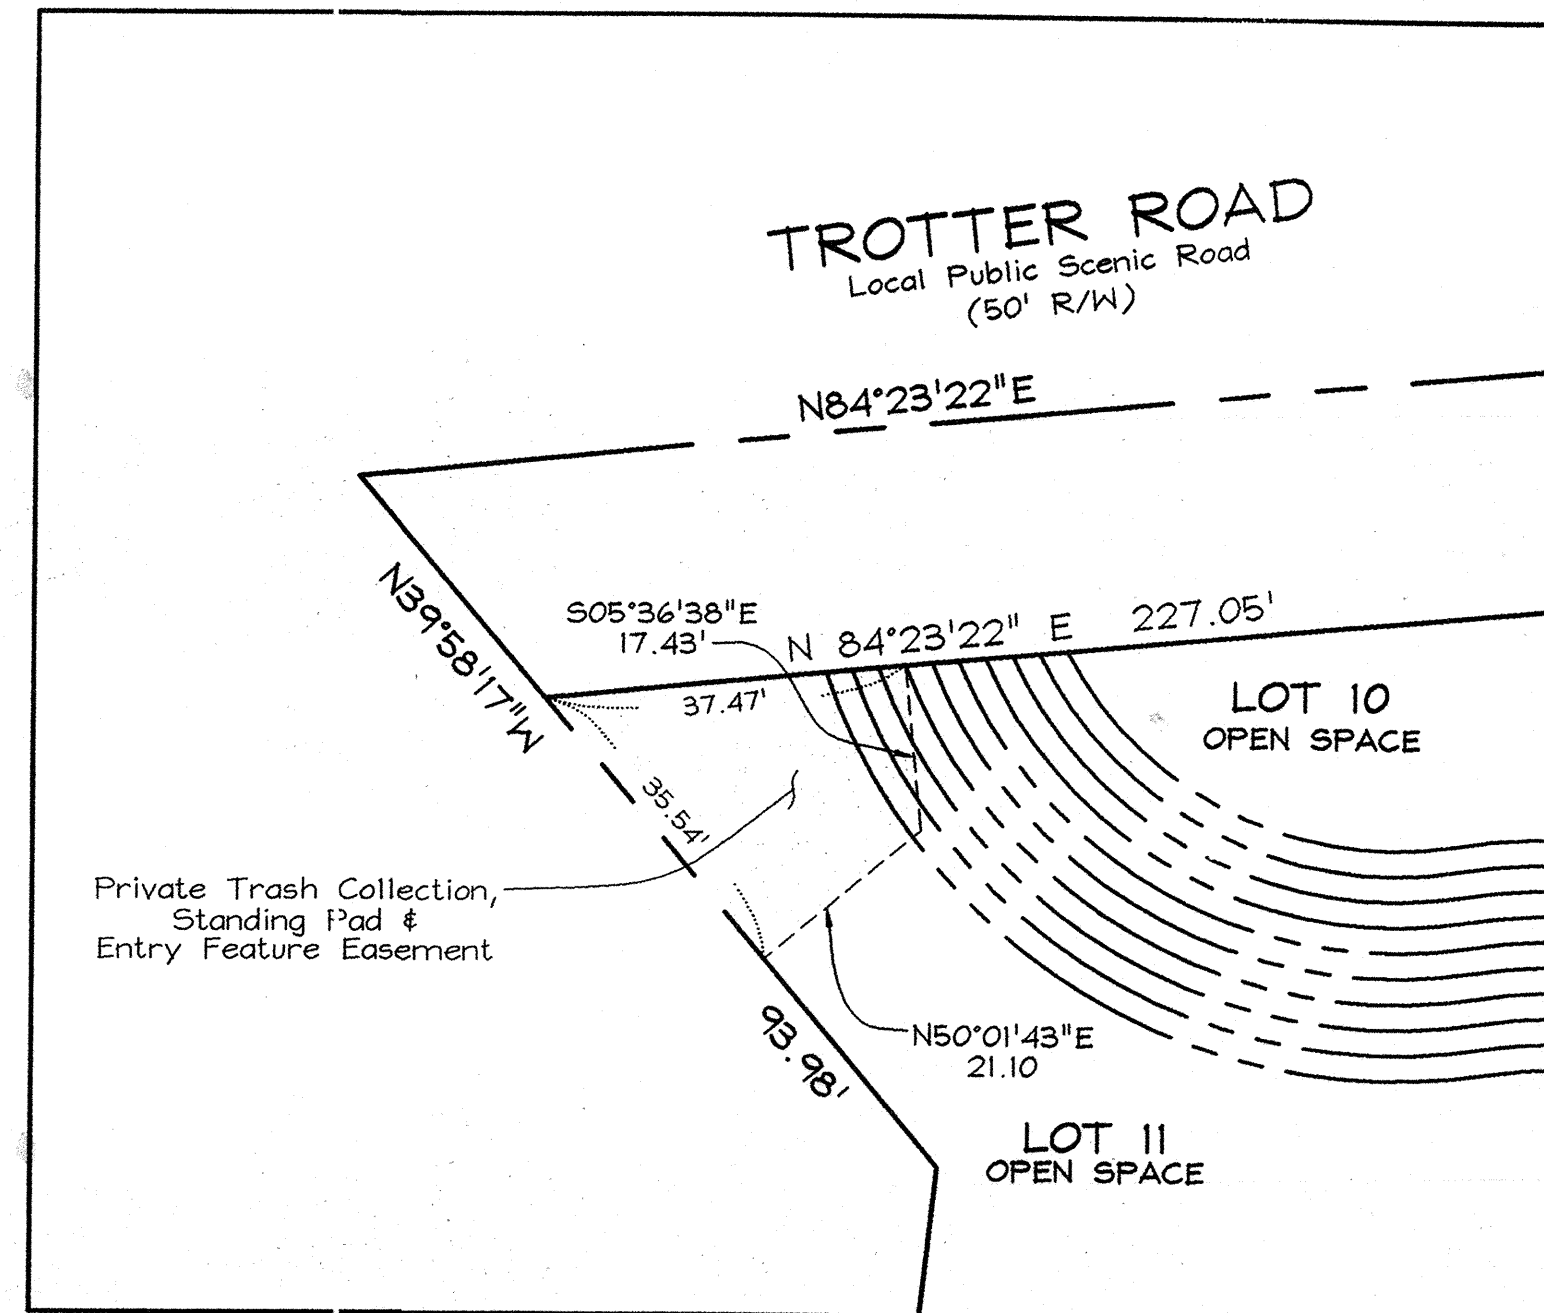 TROTTER ROAD
Local Public Scenic Road
(50' R/W)
N84°23'22"E
N39°58'17"W
S05°36'38"E
17.43'
N 84°23'22" E 227.05'
37.47'
LOT 10
OPEN SPACE
35.54'
Private Trash Collection,
Standing Pad &
Entry Feature Easement
93.98'
N50°01'43"E
21.10
LOT 11
OPEN SPACE